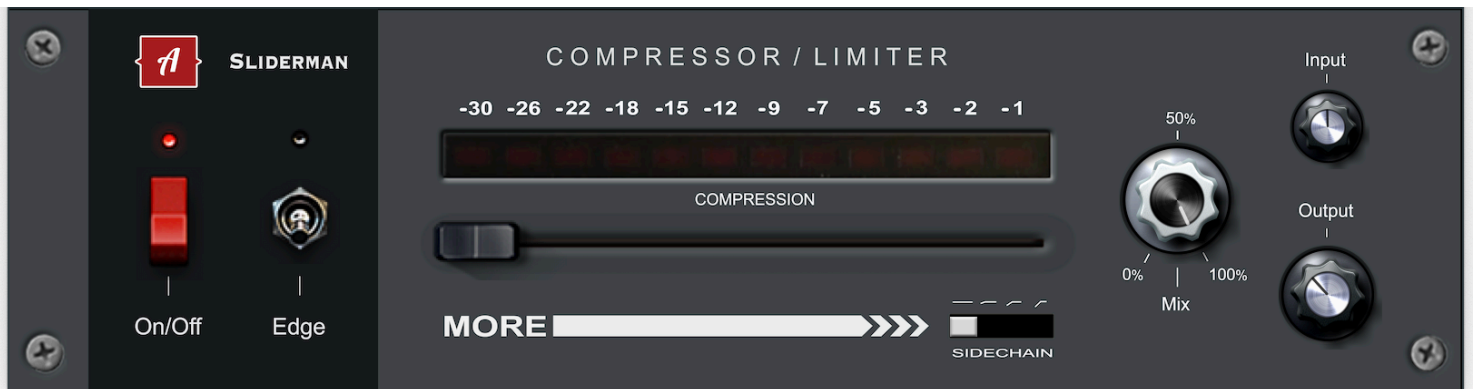 A SLIDERMAN
COMPRESSOR / LIMITER
-30 -26 -22 -18 -15 -12 -9 -7 -5 -3 -2 -1
COMPRESSION
On/Off
Edge
MORE
SIDECHAIN
50%
0%
100%
Mix
Input
Output